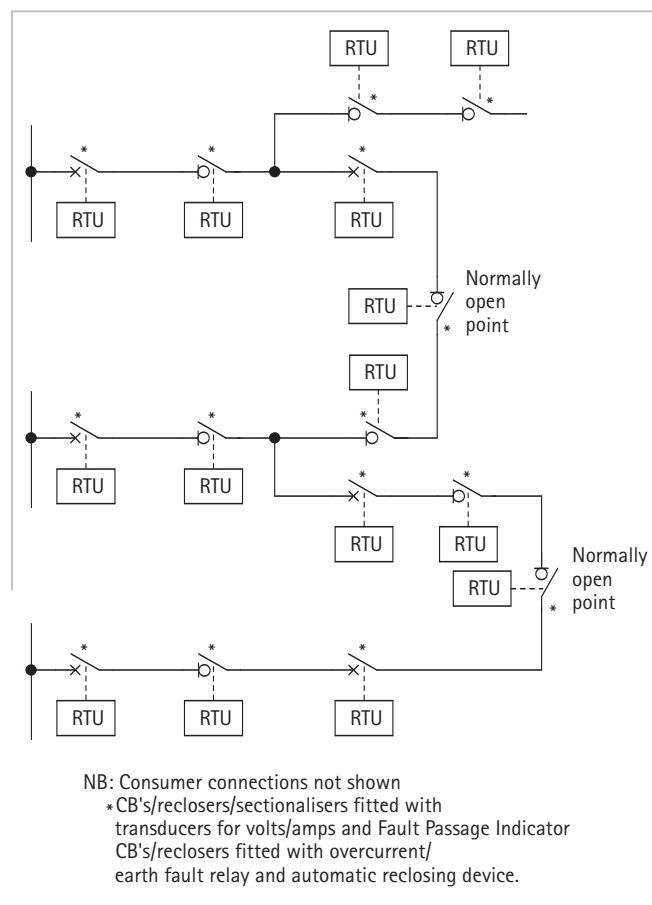 RTU RTU
* *
* * *
RTU RTU RTU
Normally
open
point
RTU
*
RTU
* * *
RTU RTU
* *
RTU RTU
Normally
open
point
RTU
*
* * *
RTU RTU RTU
NB: Consumer connections not shown
*CB's/reclosers/sectionalisers fitted with
transducers for volts/amps and Fault Passage Indicator
CB's/reclosers fitted with overcurrent/
earth fault relay and automatic reclosing device.